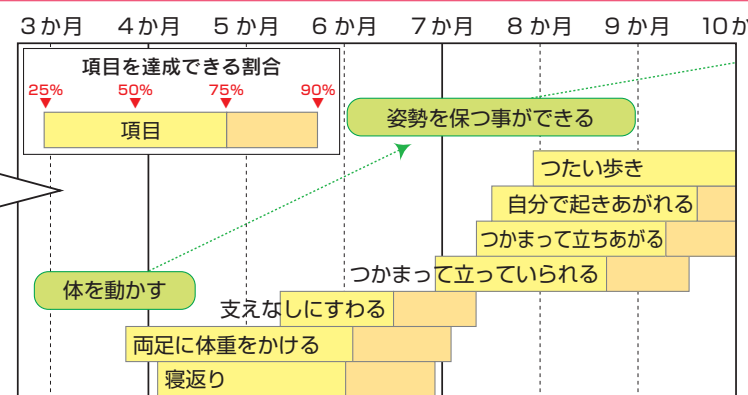 3か月 4か月 5か月 6か月 7か月 8か月 9か月 10か
項目を達成できる割合
25% 50% 75% 90%
項目
姿勢を保つ事ができる
つたい歩き
自分で起きあがれる
つかまって立ちあがる
つかまって立っていられる
体を動かす
支えなしにすわる
両足に体重をかける
寝返り